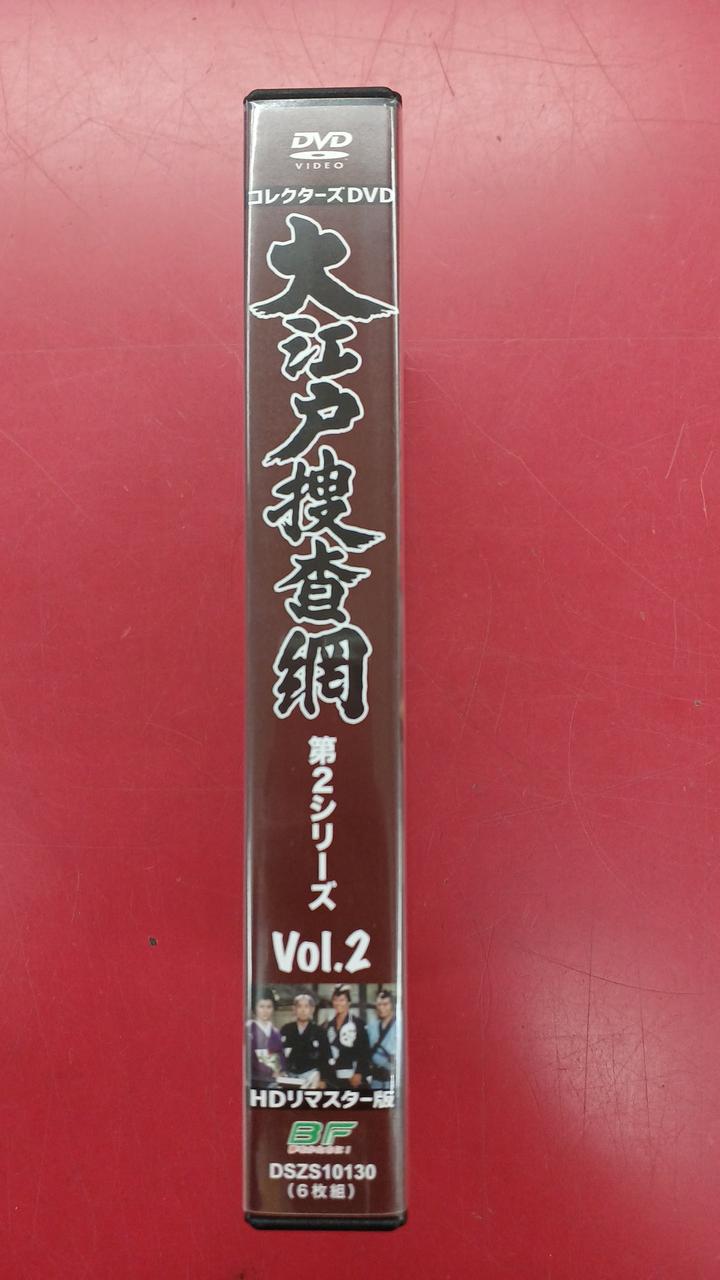 DVD
VIDEO
コレクターズDVD
大江戸捜査網
第2シリーズ
Vol.2
HDリマスター版
BF
DSZS10130
(6枚組)